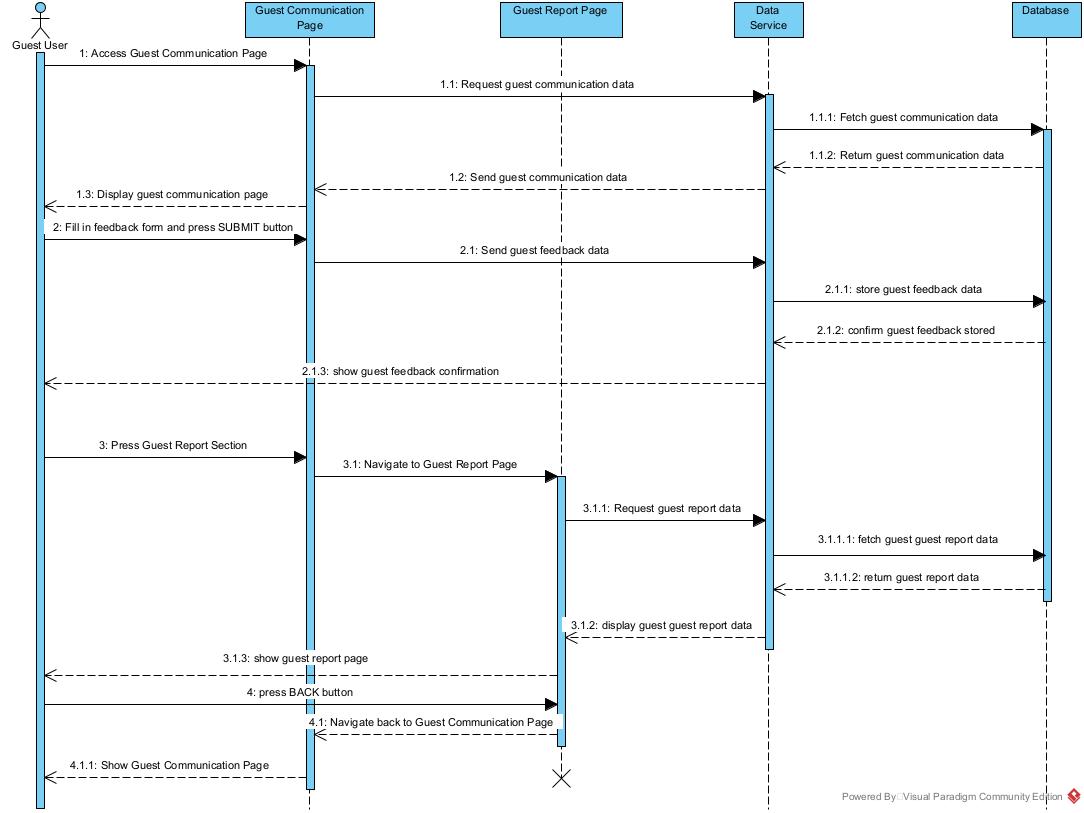 Guest User
Guest Communication
Page
Guest Report Page
Data
Service
Database
1: Access Guest Communication Page
1.1: Request guest communication data
1.1.1: Fetch guest communication data
1.1.2: Return guest communication data
1.2: Send guest communication data
1.3: Display guest communication page
2: Fill in feedback form and press SUBMIT button
2.1: Send guest feedback data
2.1.1: store guest feedback data
2.1.2: confirm guest feedback stored
2.1.3: show guest feedback confirmation
3: Press Guest Report Section
3.1: Navigate to Guest Report Page
3.1.1: Request guest report data
3.1.1.1: fetch guest guest report data
3.1.1.2: return guest report data
3.1.2: display guest guest report data
3.1.3: show guest report page
4: press BACK button
4.1: Navigate back to Guest Communication Page
4.1.1: Show Guest Communication Page
Powered By Visual Paradigm Community Edition